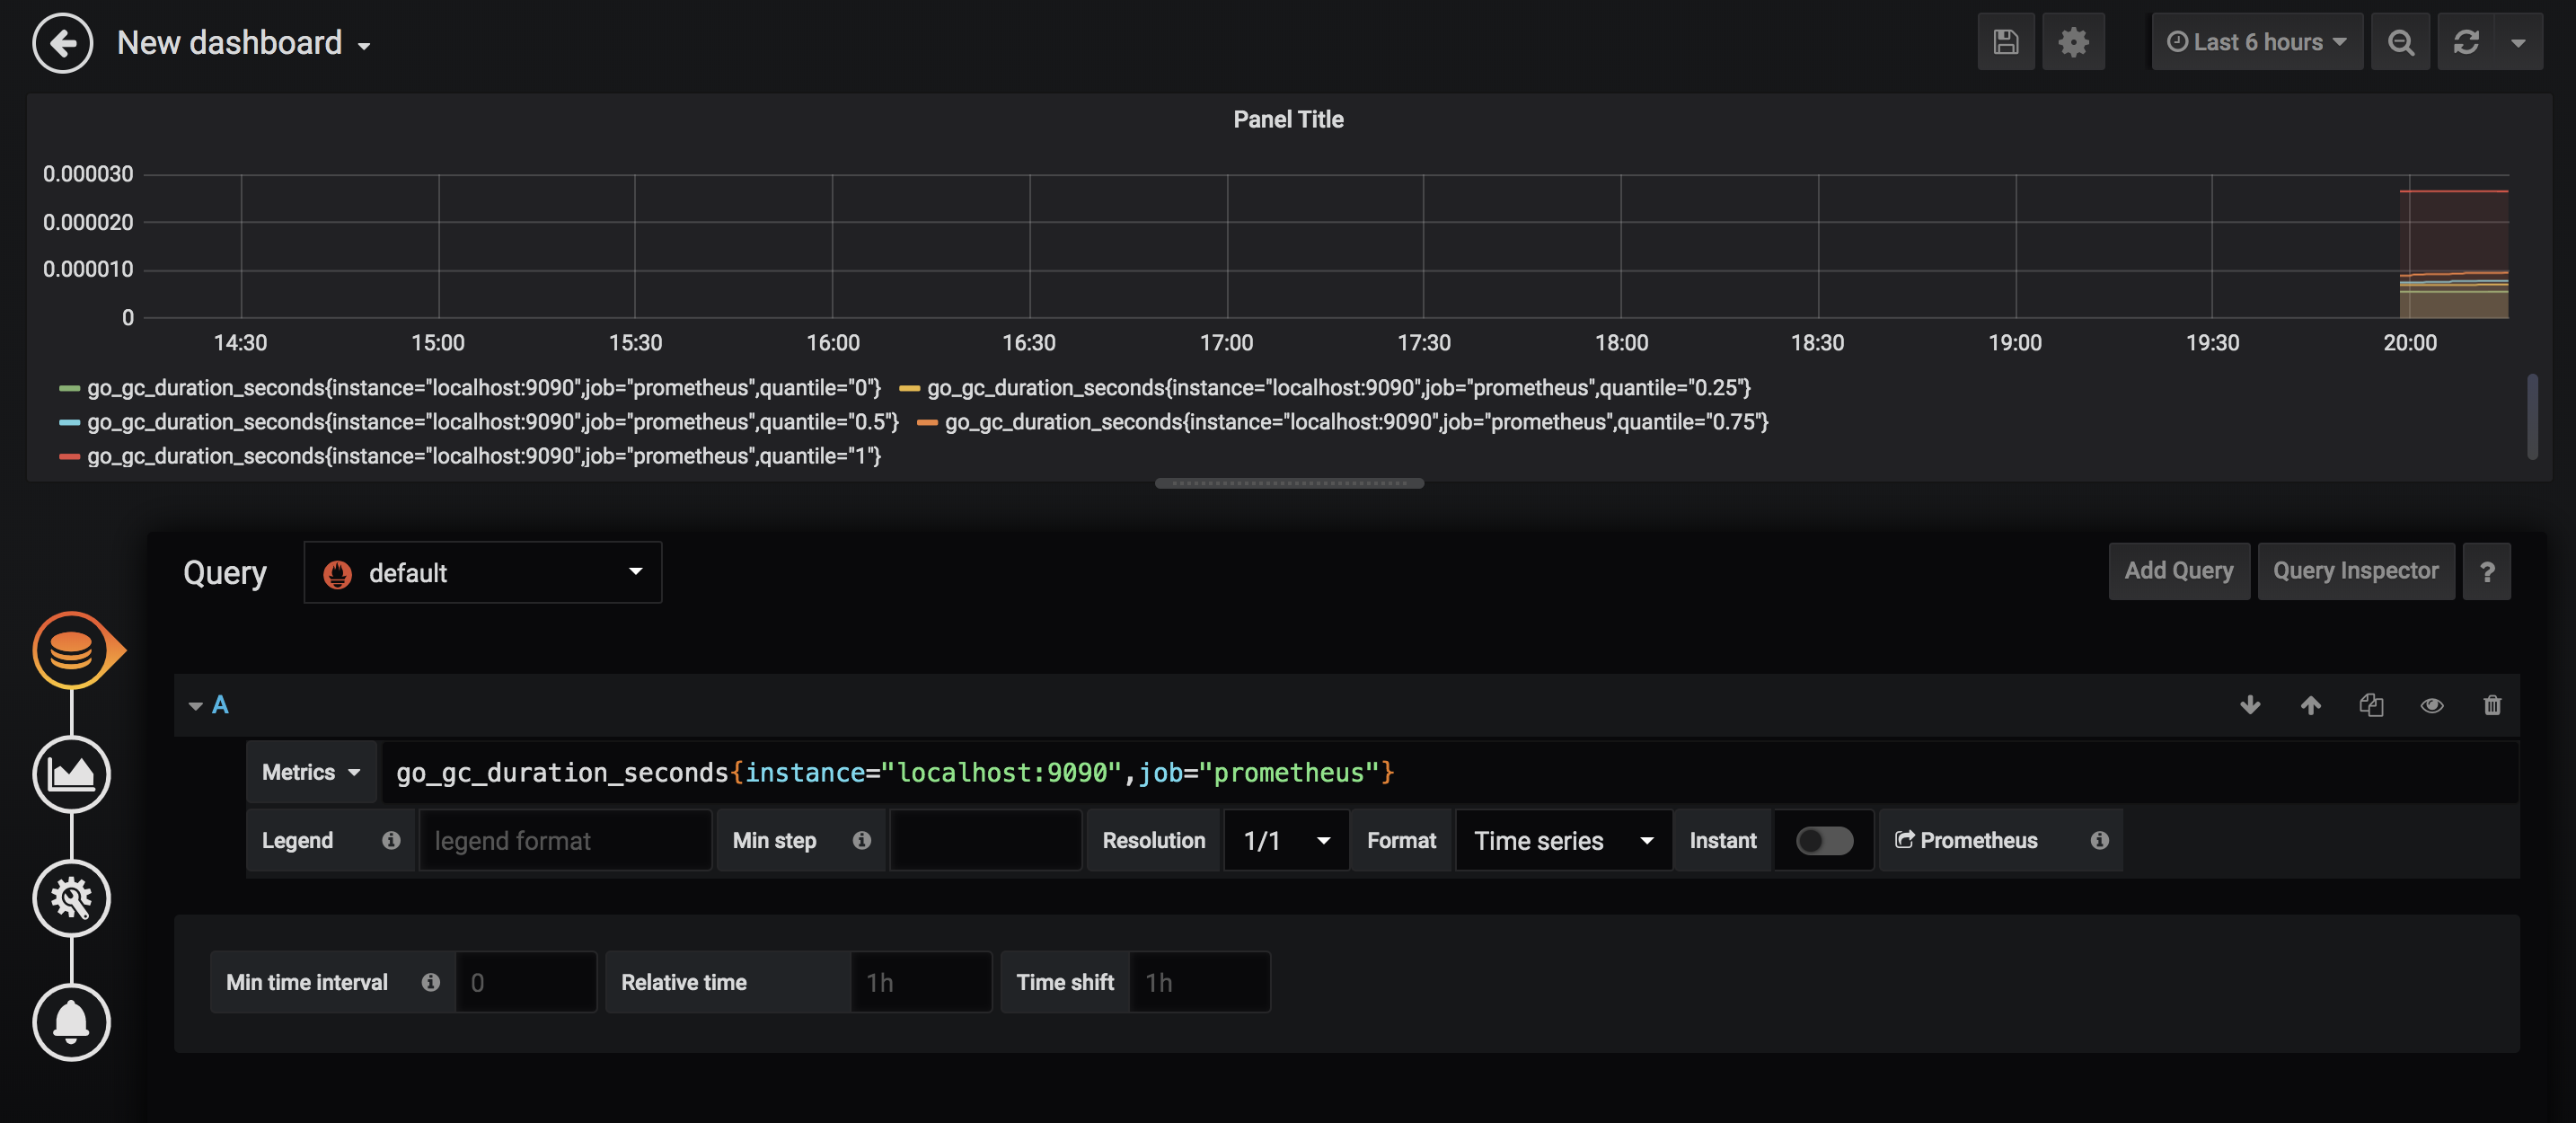 New dashboard
Last 6 hours
Panel Title
0.000030
0.000020
0.000010
0
14:30 15:00 15:30 16:00 16:30 17:00 17:30 18:00 18:30 19:00 19:30 20:00
go_gc_duration_seconds{instance="localhost:9090",job="prometheus",quantile="0"} go_gc_duration_seconds{instance="localhost:9090",job="prometheus",quantile="0.25"}
go_gc_duration_seconds{instance="localhost:9090",job="prometheus",quantile="0.5"} go_gc_duration_seconds{instance="localhost:9090",job="prometheus",quantile="0.75"}
go_gc_duration_seconds{instance="localhost:9090",job="prometheus",quantile="1"}
Query default Add Query Query Inspector ?
A
Metrics go_gc_duration_seconds{instance="localhost:9090",job="prometheus"}
Legend legend format Min step Resolution 1/1 Format Time series Instant Prometheus
Min time interval 0 Relative time 1h Time shift 1h